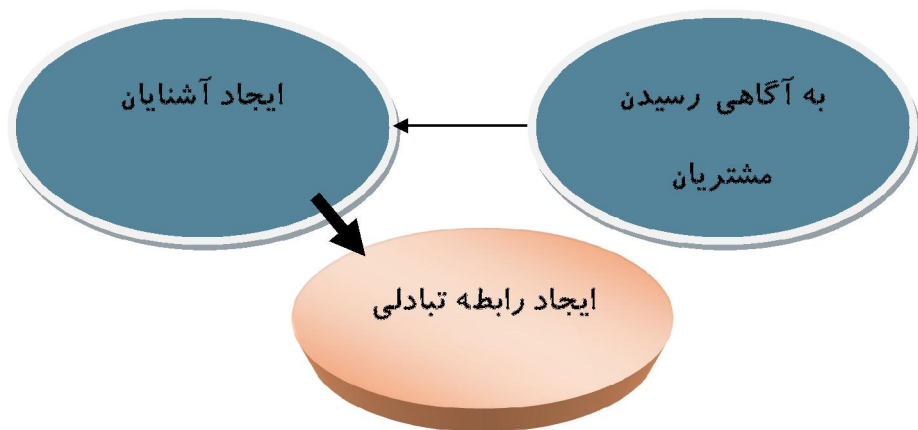 به آگاهی رسیدن
مشتریان
ایجاد آشنایان
ایجاد رابطه تبادلی